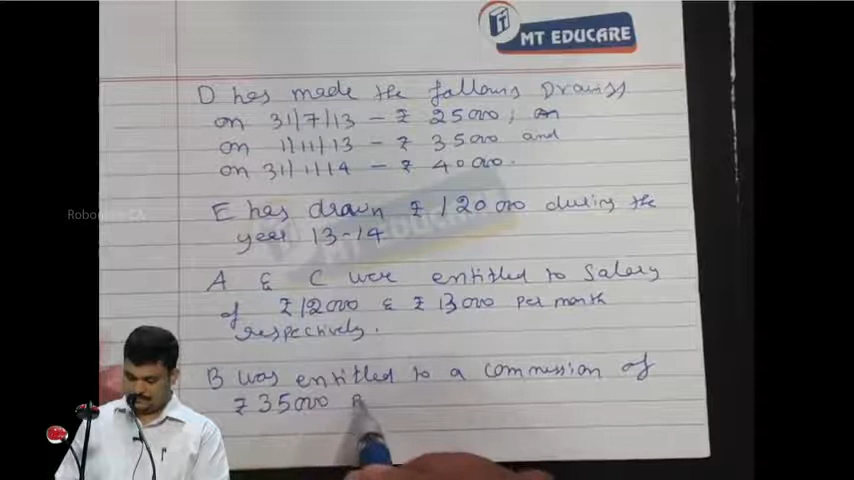 MT EDUCARE
D has made the follows Drawings
on 31/7/13 - ₹ 25000, on
on 1/11/13 - ₹ 35000 and
on 31/1/14 - ₹ 40000.
E has drawn ₹ 120000 during the
year 13-14
A & C were entitled to Salary
of ₹12000 & ₹ 13000 per month
respectively.
B was entitled to a commission of
₹ 35000 P